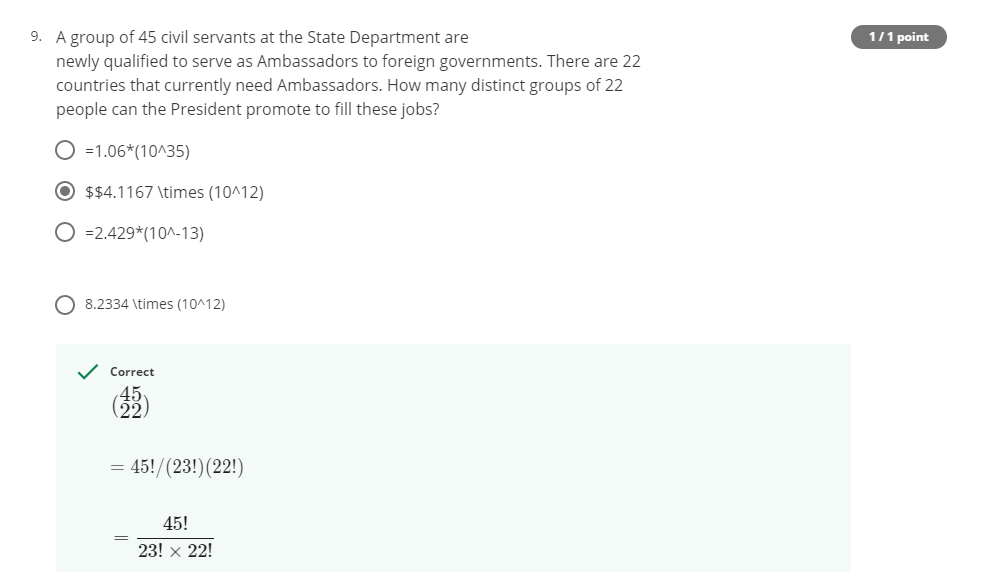 9. A group of 45 civil servants at the State Department are
1 / 1 point
newly qualified to serve as Ambassadors to foreign governments. There are 22
countries that currently need Ambassadors. How many distinct groups of 22
people can the President promote to fill these jobs?
=1.06*(10^35)
$$4.1167 \times (10^12)
=2.429*(10^-13)
8.2334 \times (10^12)
Correct
(45
22)
= 45!/(23!)(22!)
= 45!
23! × 22!